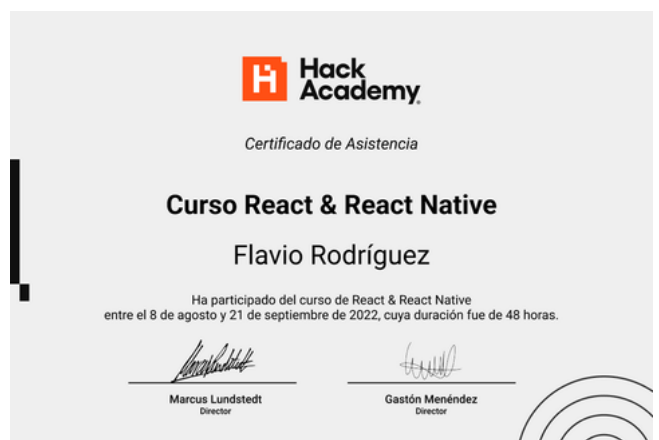 Hack
Academy
Certificado de Asistencia
Curso React & React Native
Flavio Rodríguez
Ha participado del curso de React & React Native
entre el 8 de agosto y 21 de septiembre de 2022, cuya duración fue de 48 horas.
Marcus Lundstedt
Director
Gastón Menéndez
Director